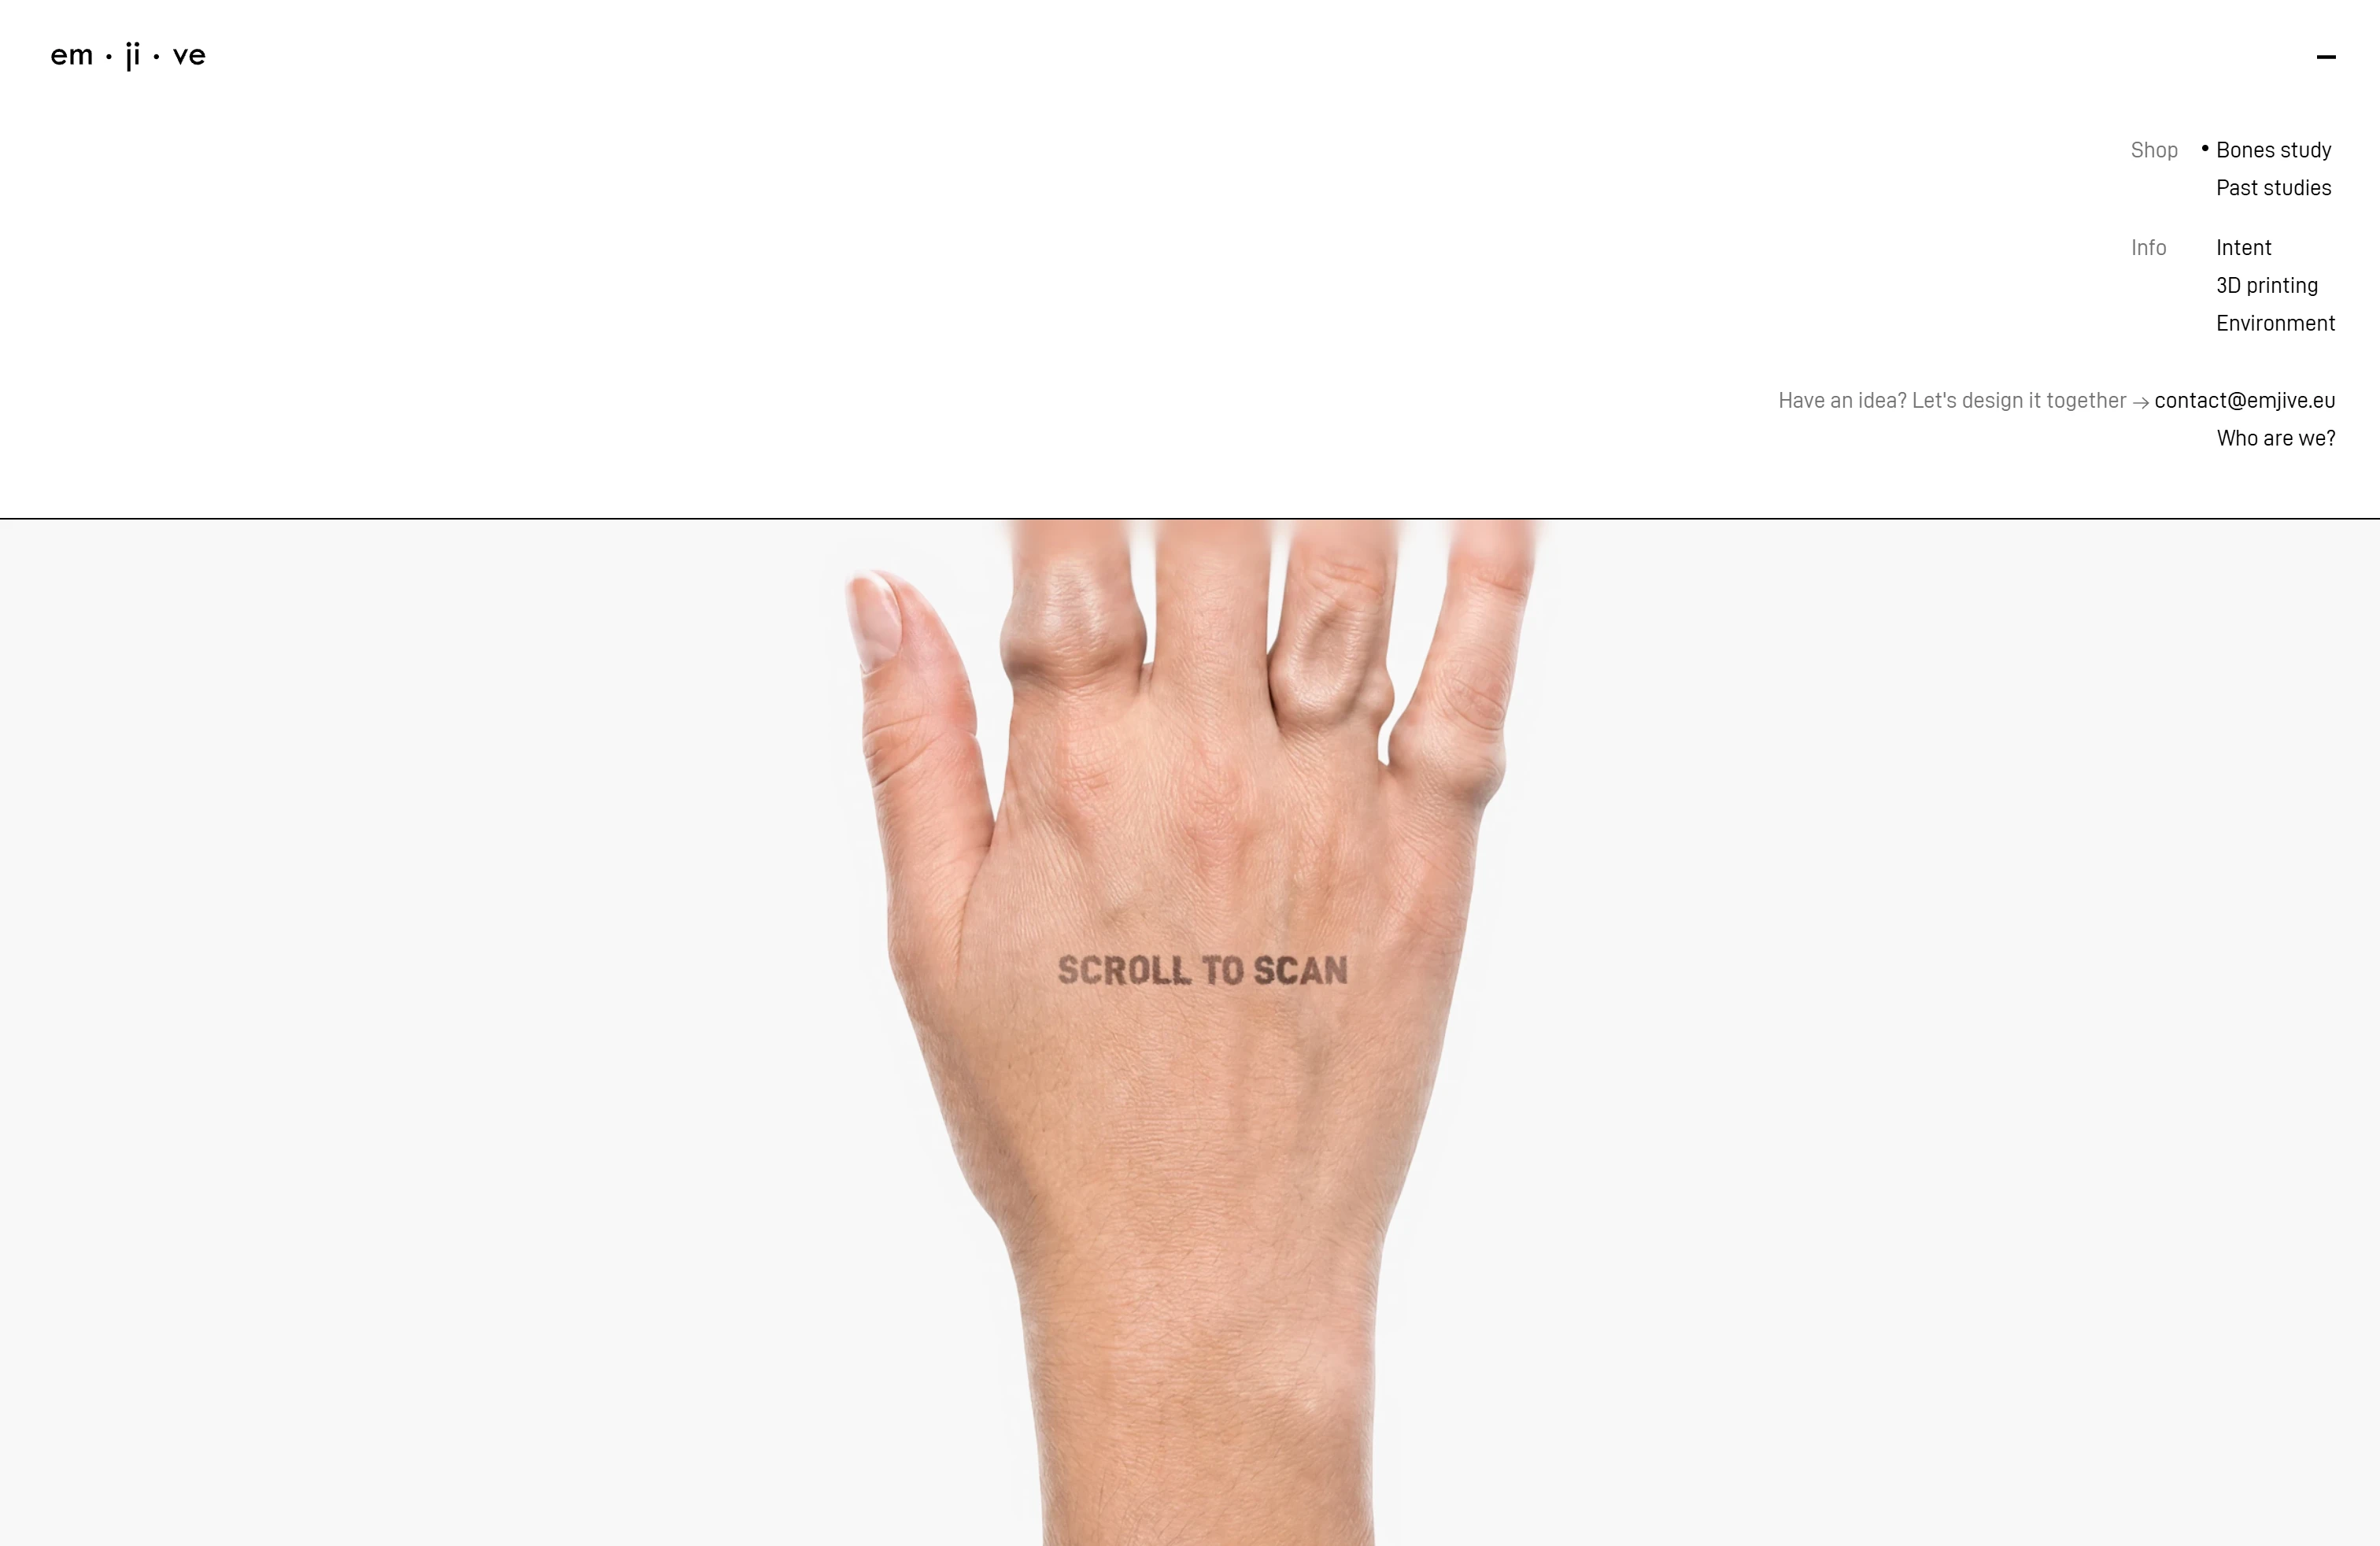 em · ji · ve
Shop • Bones study
Past studies
Info Intent
3D printing
Environment
Have an idea? Let's design it together → contact@emjive.eu
Who are we?
SCROLL TO SCAN